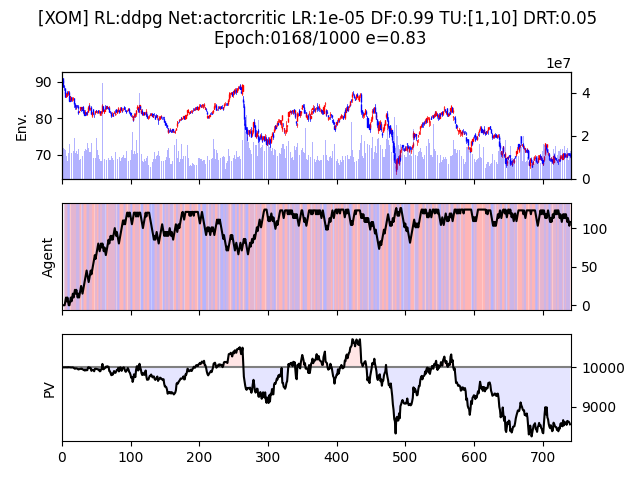 [XOM] RL:ddpg Net:actorcritic LR:1e-05 DF:0.99 TU:[1,10] DRT:0.05
Epoch:0168/1000 e=0.83
1e7
Env.
90
80
70
4
2
0
Agent
100
50
0
PV
10000
9000
0 100 200 300 400 500 600 700